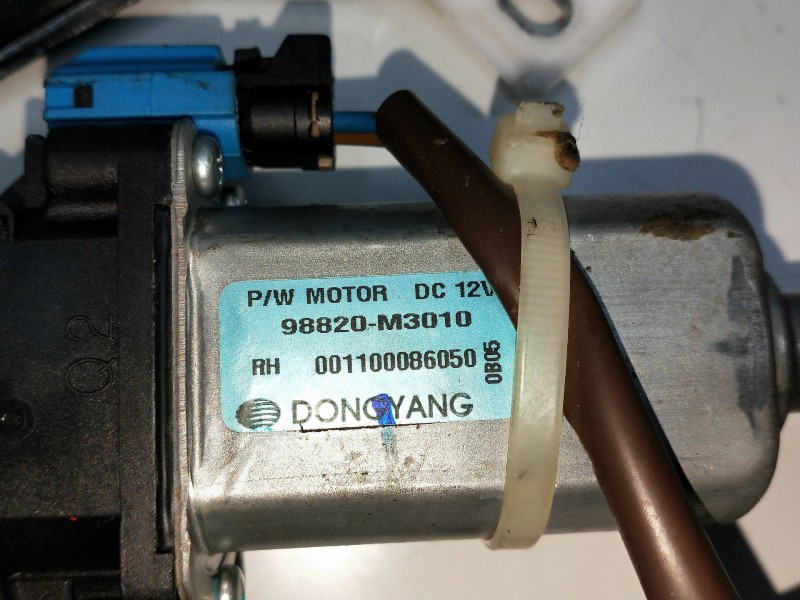 P/W MOTOR DC 12V
98820-M3010
RH 001100086050
0B05
DONGYANG
Q2